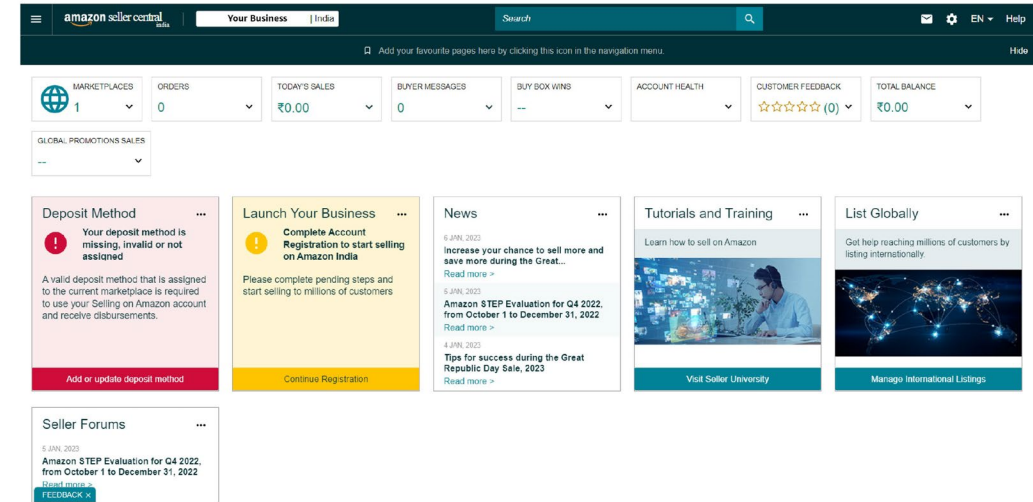 amazon seller central
india
Your Business | India
Search
EN
Help
Add your favourite pages here by clicking this icon in the navigation menu.
Hide
MARKETPLACES
1
ORDERS
0
TODAY'S SALES
₹0.00
BUYER MESSAGES
0
BUY BOX WINS
--
ACCOUNT HEALTH
CUSTOMER FEEDBACK
(0)
TOTAL BALANCE
₹0.00
GLOBAL PROMOTIONS SALES
--
Deposit Method
Your deposit method is
missing, invalid or not
assigned
A valid deposit method that is assigned
to the current marketplace is required
to use your Selling on Amazon account
and receive disbursements.
Add or update deposit method
Launch Your Business
Complete Account
Registration to start selling
on Amazon India
Please complete pending steps and
start selling to millions of customers
Continue Registration
News
6 JAN, 2023
Increase your chance to sell more and
save more during the Great...
Read more >
5 JAN, 2023
Amazon STEP Evaluation for Q4 2022,
from October 1 to December 31, 2022
Read more >
4 JAN, 2023
Tips for success during the Great
Republic Day Sale, 2023
Read more >
Tutorials and Training
Learn how to sell on Amazon
Visit Seller University
List Globally
Get help reaching millions of customers by
listing internationally.
Manage International Listings
Seller Forums
5 JAN, 2023
Amazon STEP Evaluation for Q4 2022,
from October 1 to December 31, 2022
Read more >
FEEDBACK ×